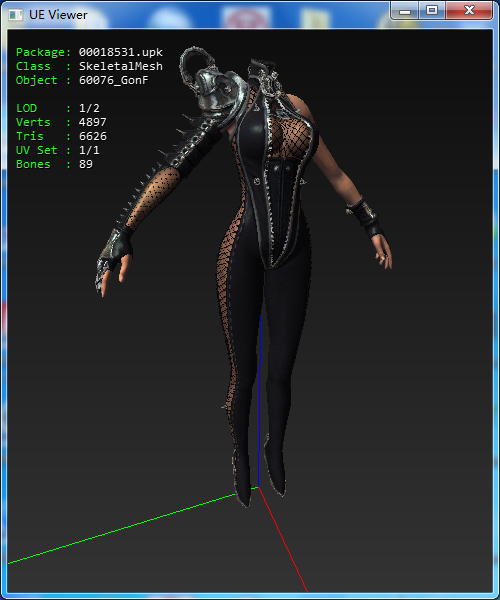 UE Viewer
Package: 00018531.upk
Class : SkeletalMesh
Object : 60076_GonF
LOD : 1/2
Verts : 4897
Tris : 6626
UV Set : 1/1
Bones : 89